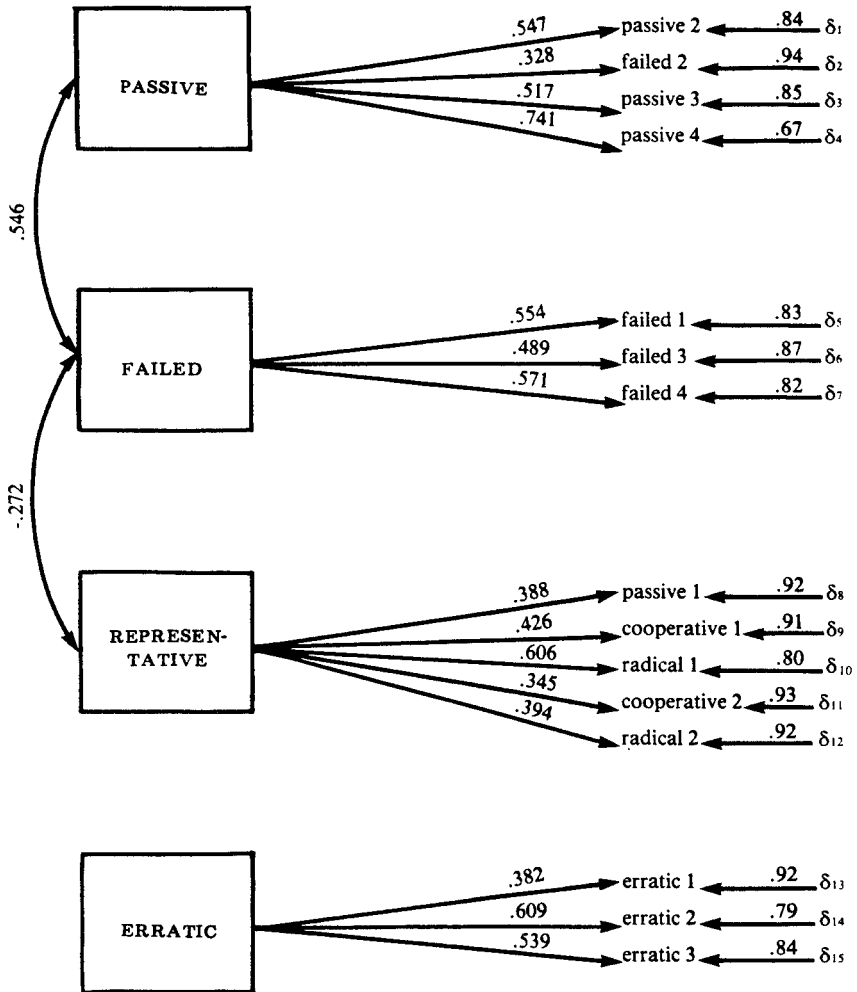 .547 passive 2 .84 δ1
.328 failed 2 .94 δ2
PASSIVE
.517 passive 3 .85 δ3
.741 passive 4 .67 δ4
.546
.554 failed 1 .83 δ5
.489 failed 3 .87 δ6
FAILED
.571 failed 4 .82 δ7
-.272
.388 passive 1 .92 δ8
.426 cooperative 1 .91 δ9
REPRESEN-
TATIVE
.606 radical 1 .80 δ10
.345 cooperative 2 .93 δ11
.394 radical 2 .92 δ12
.382 erratic 1 .92 δ13
.609 erratic 2 .79 δ14
ERRATIC
.539 erratic 3 .84 δ15